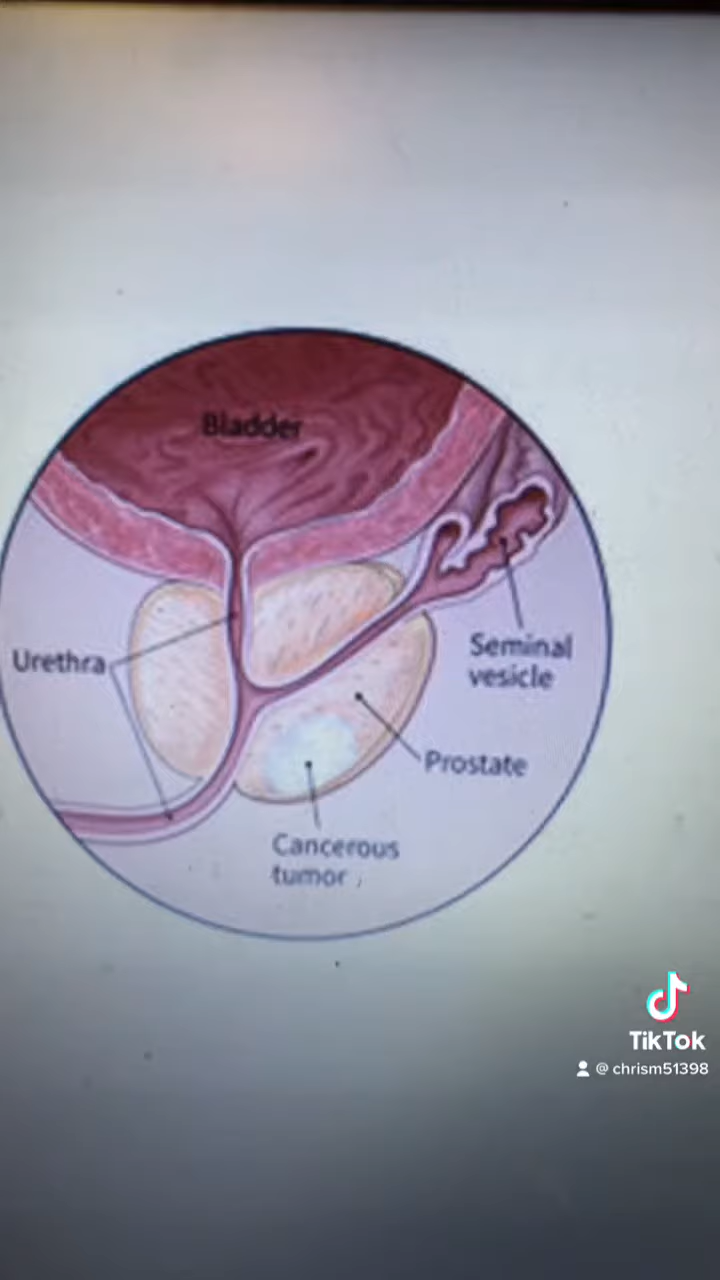 Bladder
Urethra
Seminal
vesicle
Prostate
Cancerous
tumor
TikTok
@ chrism51398